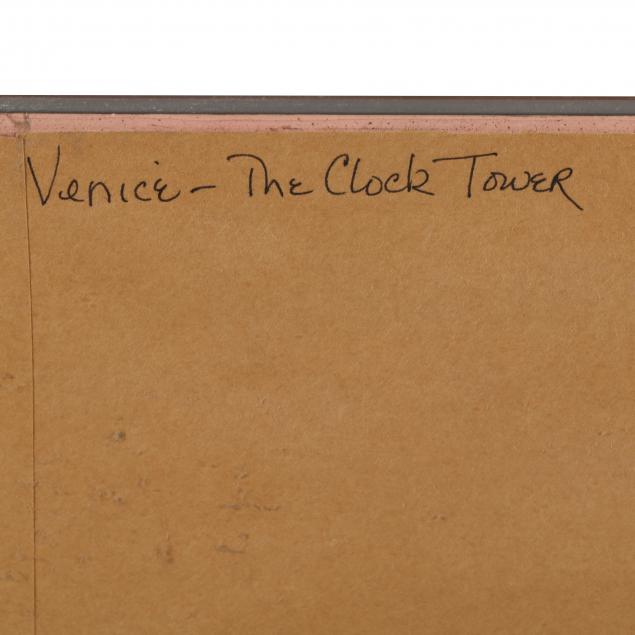 Venice - The Clock Tower